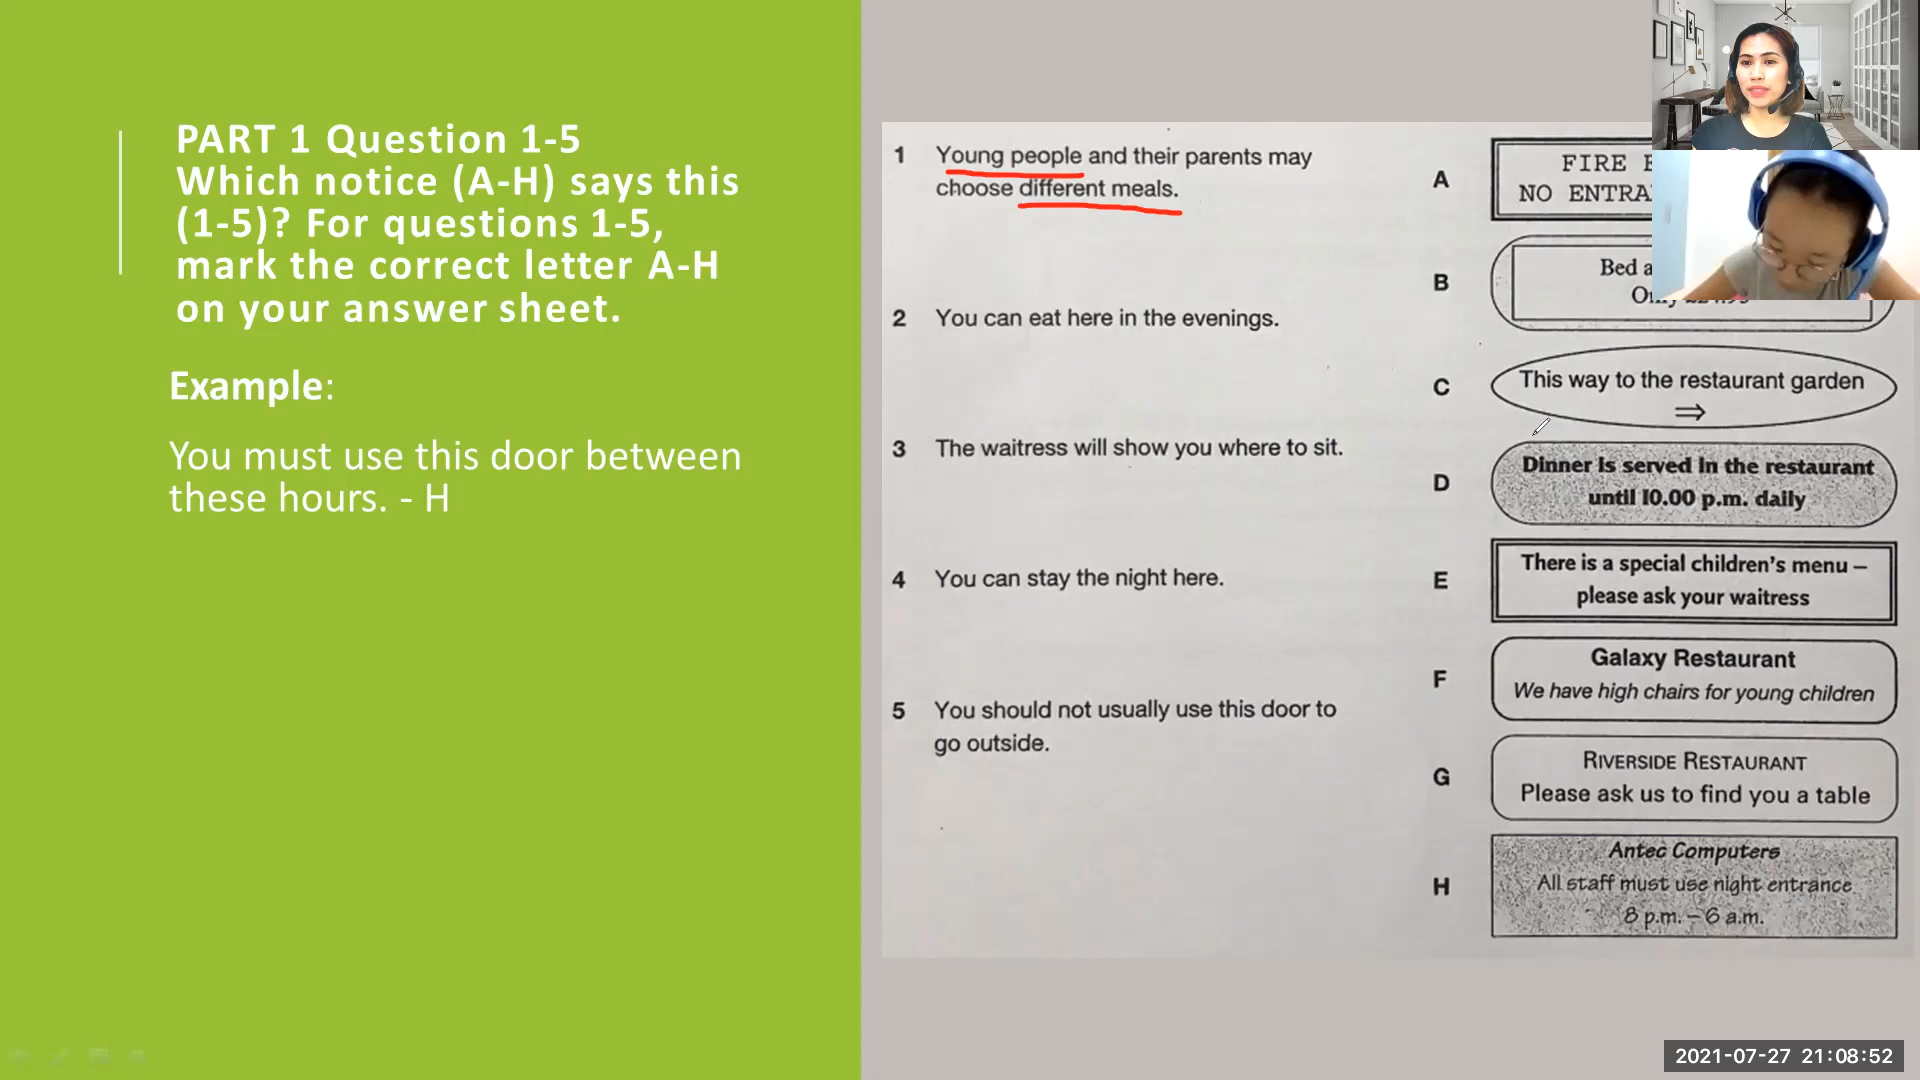 PART 1 Question 1-5
Which notice (A-H) says this
(1-5)? For questions 1-5,
mark the correct letter A-H
on your answer sheet.
Example:
You must use this door between
these hours. - H
1 Young people and their parents may
choose different meals.
2 You can eat here in the evenings.
3 The waitress will show you where to sit.
4 You can stay the night here.
5 You should not usually use this door to
go outside.
A
FIRE
NO
B
Bed
C
This way to the restaurant garden
⇒
D
Dinner is served in the restaurant
until 10.00 p.m. daily
E
There is a special children's menu –
please ask your waitress
F
Galaxy Restaurant
We have high chairs for young children
G
RIVERSIDE RESTAURANT
Please ask us to find you a table
H
Antec Computers
All staff must use night entrance
8 p.m. – 6 a.m.
2021-07-27 21:08:52